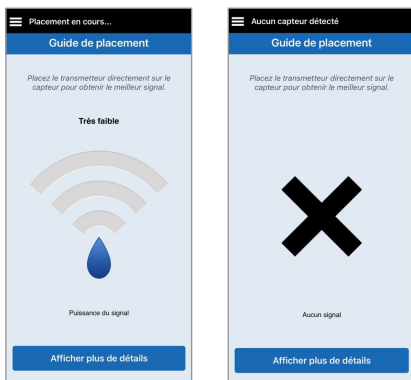 Placement en cours...
Guide de placement
Placez le transmetteur directement sur le
capteur pour obtenir le meilleur signal.
Très faible
Puissance du signal
Afficher plus de détails
Aucun capteur détecté
Guide de placement
Placez le transmetteur directement sur le
capteur pour obtenir le meilleur signal.
Aucun signal
Afficher plus de détails